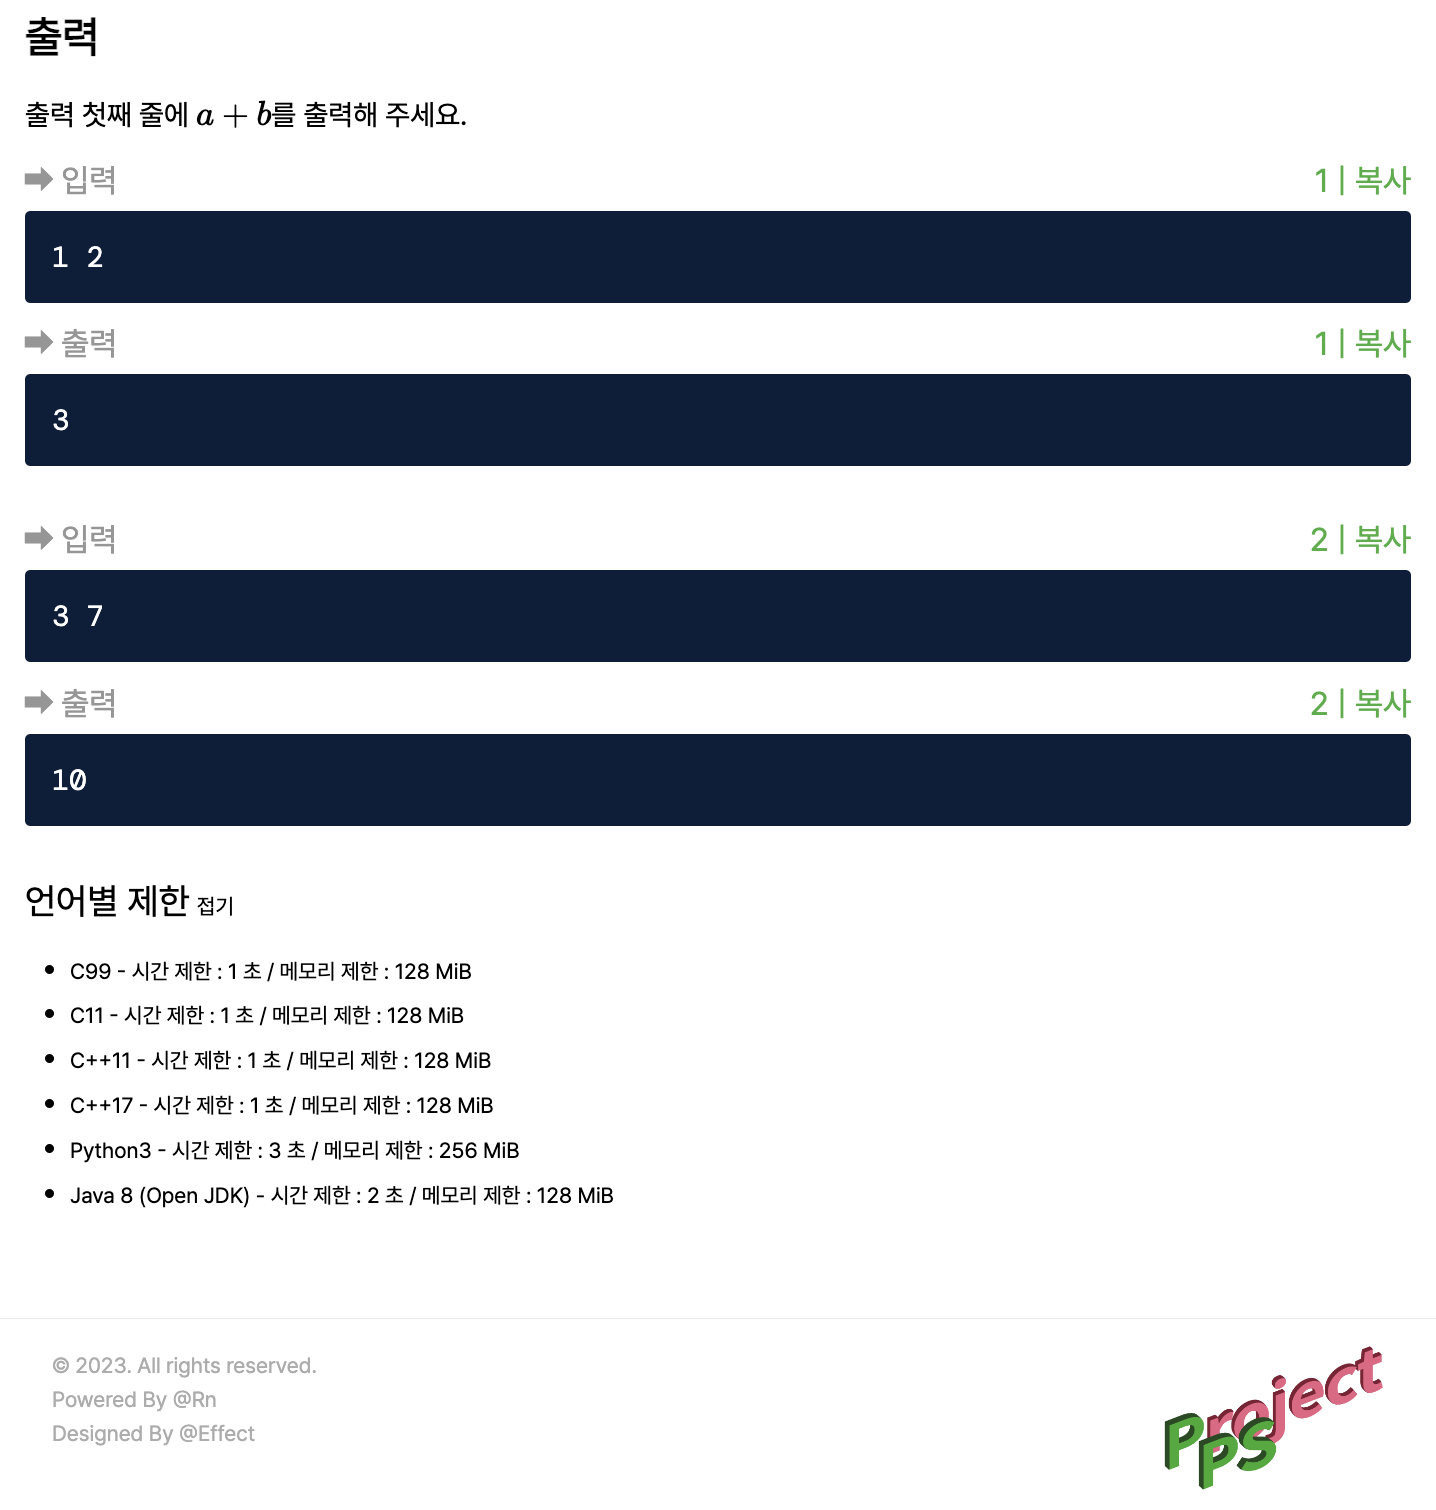 출력
출력 첫째 줄에 a + b를 출력해 주세요.
➡ 입력 1 | 복사
1 2
➡ 출력 1 | 복사
3
➡ 입력 2 | 복사
3 7
➡ 출력 2 | 복사
10
언어별 제한 접기
• C99 - 시간 제한 : 1 초 / 메모리 제한 : 128 MiB
• C11 - 시간 제한 : 1 초 / 메모리 제한 : 128 MiB
• C++11 - 시간 제한 : 1 초 / 메모리 제한 : 128 MiB
• C++17 - 시간 제한 : 1 초 / 메모리 제한 : 128 MiB
• Python3 - 시간 제한 : 3 초 / 메모리 제한 : 256 MiB
• Java 8 (Open JDK) - 시간 제한 : 2 초 / 메모리 제한 : 128 MiB
© 2023. All rights reserved.
Powered By @Rn
Designed By @Effect
Project
PS